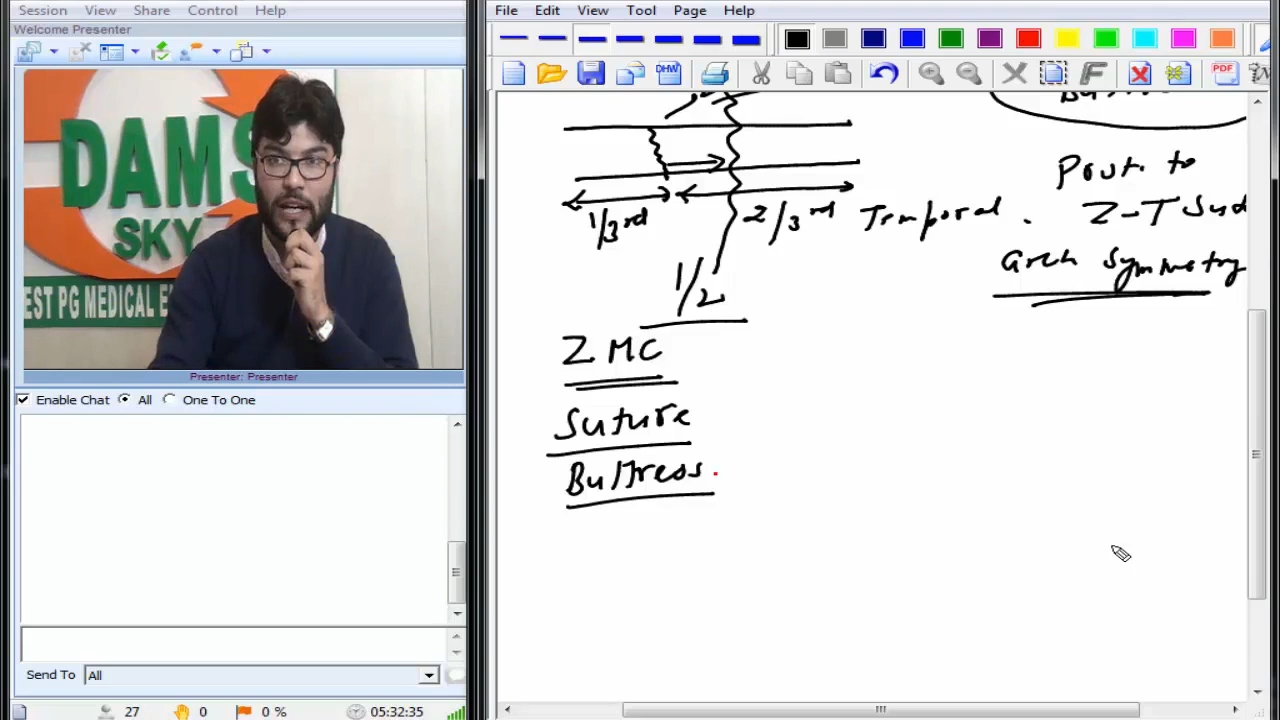 Session View Share Control Help
Welcome Presenter
DAMS
SKY
EST PG MEDICAL E
Presenter: Presenter
Enable Chat All One To One
Send To All
27 0 0 % 05:32:35
File Edit View Tool Page Help
DHW PDF
Post. to
Z-T Sut
1/3rd 2/3rd Temporal .
Arch Symmetry
1/2
ZMC
Suture
Buttress.